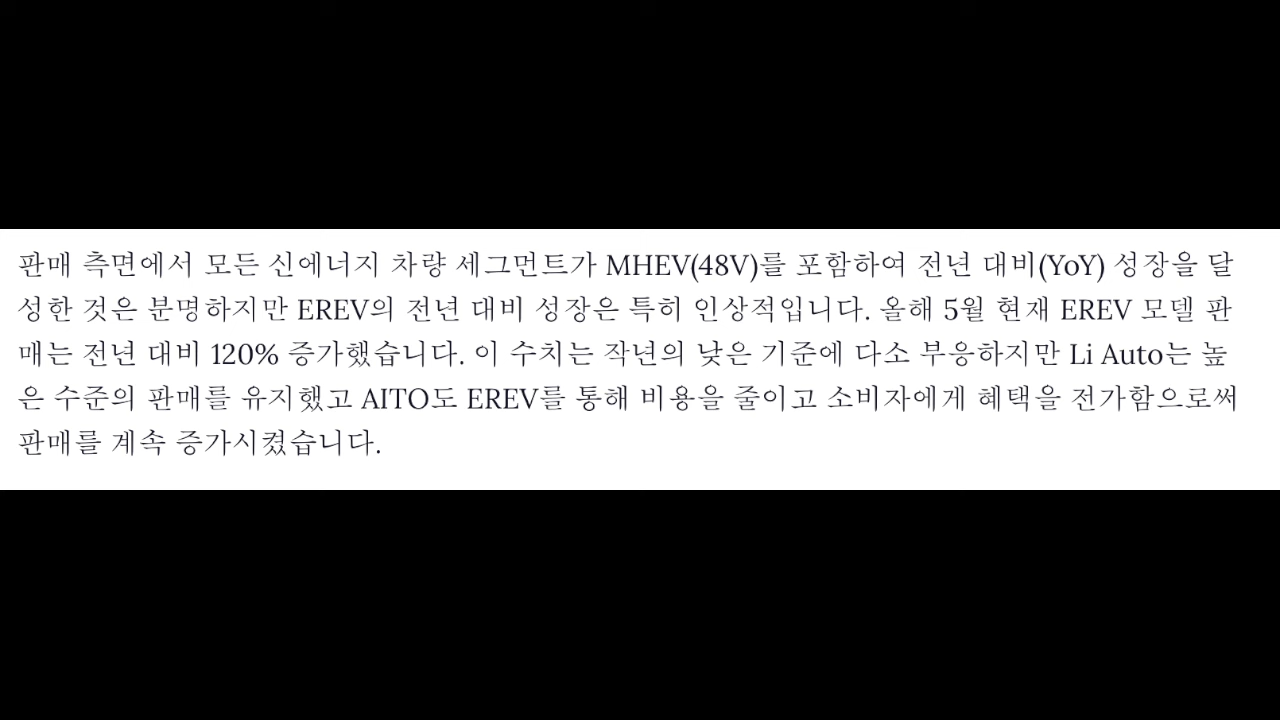 판매 측면에서 모든 신에너지 차량 세그먼트가 MHEV(48V)를 포함하여 전년 대비(YoY) 성장을 달
성한 것은 분명하지만 EREV의 전년 대비 성장은 특히 인상적입니다. 올해 5월 현재 EREV 모델 판
매는 전년 대비 120% 증가했습니다. 이 수치는 작년의 낮은 기준에 다소 부응하지만 Li Auto는 높
은 수준의 판매를 유지했고 AITO도 EREV를 통해 비용을 줄이고 소비자에게 혜택을 전가함으로써
판매를 계속 증가시켰습니다.